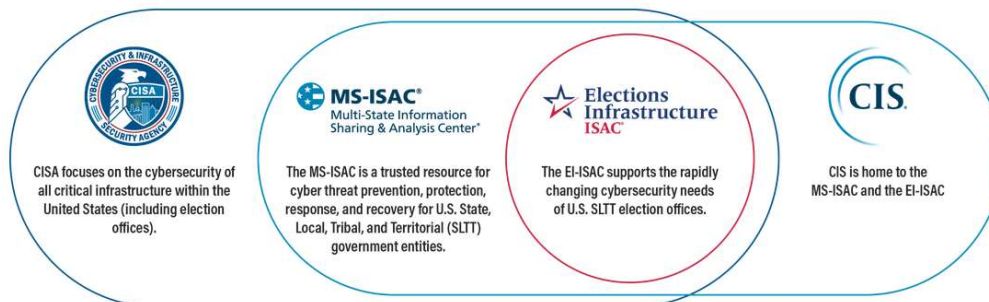 CYBERSECURITY & INFRASTRUCTURE
SECURITY AGENCY
CISA
CISA focuses on the cybersecurity of
all critical infrastructure within the
United States (including election
offices).
MS-ISAC®
Multi-State Information
Sharing & Analysis Center®
The MS-ISAC is a trusted resource for
cyber threat prevention, protection,
response, and recovery for U.S. State,
Local, Tribal, and Territorial (SLTT)
government entities.
Elections
Infrastructure
ISAC®
The EI-ISAC supports the rapidly
changing cybersecurity needs
of U.S. SLTT election offices.
CIS®
CIS is home to the
MS-ISAC and the EI-ISAC